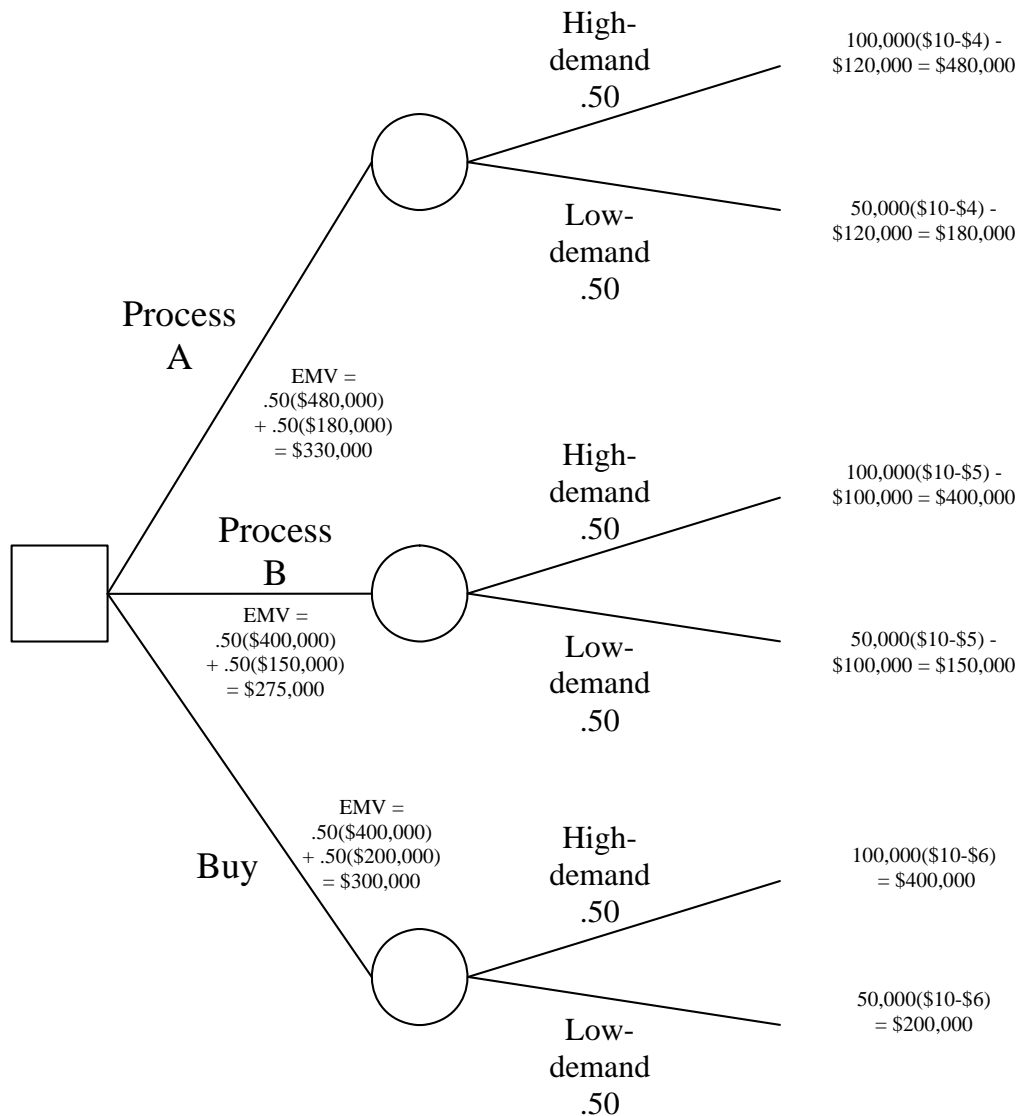 High-
demand
.50
100,000($10-$4) -
$120,000 = $480,000
Low-
demand
.50
50,000($10-$4) -
$120,000 = $180,000
Process
A
EMV =
.50($480,000)
+ .50($180,000)
= $330,000
High-
demand
.50
100,000($10-$5) -
$100,000 = $400,000
Process
B
EMV =
.50($400,000)
+ .50($150,000)
= $275,000
Low-
demand
.50
50,000($10-$5) -
$100,000 = $150,000
EMV =
.50($400,000)
+ .50($200,000)
= $300,000
Buy
High-
demand
.50
100,000($10-$6)
= $400,000
Low-
demand
.50
50,000($10-$6)
= $200,000